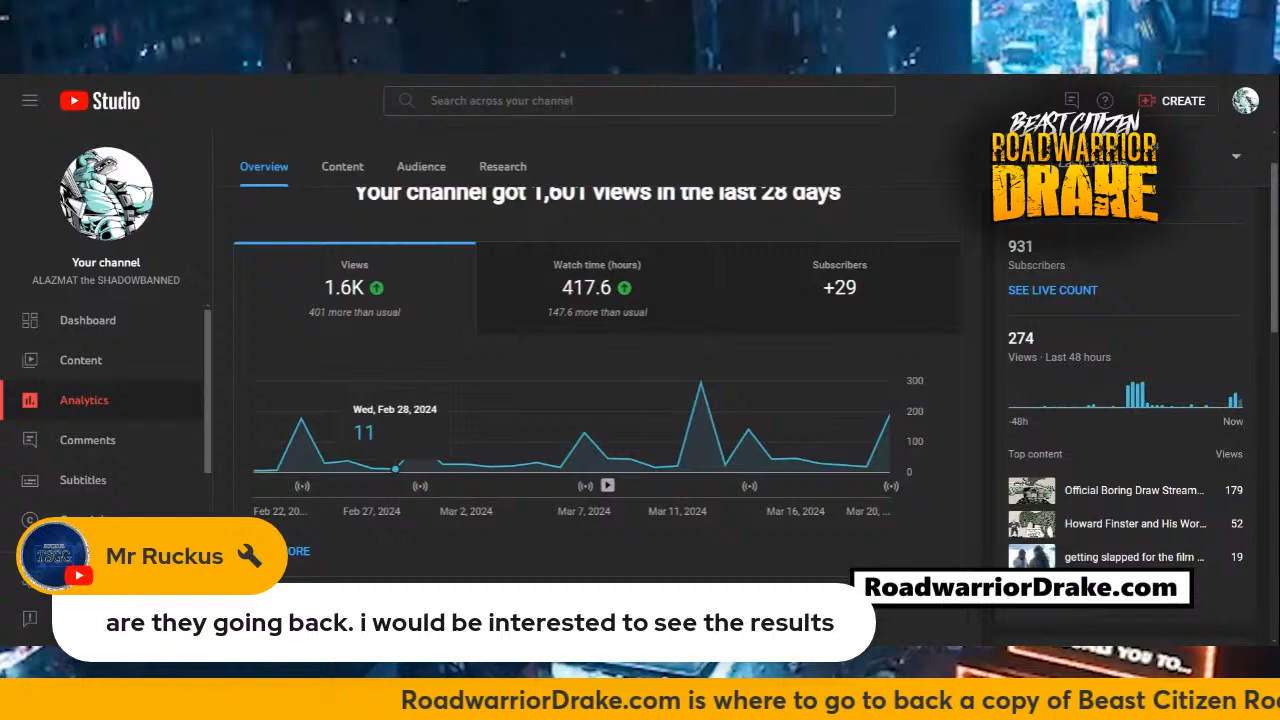 Studio
Search across your channel
CREATE
BEAST CITIZEN
ROADWARRIOR
DRAKE
Overview
Content
Audience
Research
Your channel got 1,601 views in the last 28 days
Your channel
ALAZMAT the SHADOWBANNED
Dashboard
Content
Analytics
Comments
Subtitles
Views
1.6K
401 more than usual
Watch time (hours)
417.6
147.6 more than usual
Subscribers
+29
Wed, Feb 28, 2024
11
300
200
100
0
Feb 22, 20...
Feb 27, 2024
Mar 2, 2024
Mar 7, 2024
Mar 11, 2024
Mar 16, 2024
Mar 20, ...
ORE
931
Subscribers
SEE LIVE COUNT
274
Views · Last 48 hours
-48h
Now
Top content
Views
Official Boring Draw Stream...
179
Howard Finster and His Wor...
52
getting slapped for the film ...
19
Mr Ruckus
are they going back. i would be interested to see the results
RoadwarriorDrake.com
YOU TO...
RoadwarriorDrake.com is where to go to back a copy of Beast Citizen Roa